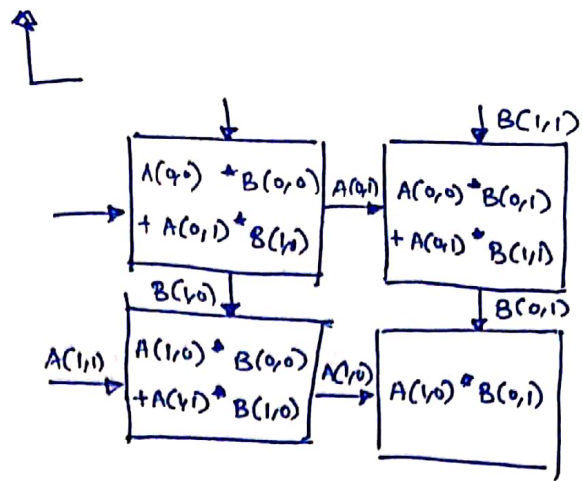 B(1,1)
A(0,0) * B(0,0)
+ A(0,1) * B(1,0)
A(0,1)
A(0,0) * B(0,1)
+ A(0,1) * B(1,1)
B(1,0)
B(0,1)
A(1,1)
A(1,0) * B(0,0)
+ A(1,1) * B(1,0)
A(1,0)
A(1,0) * B(0,1)